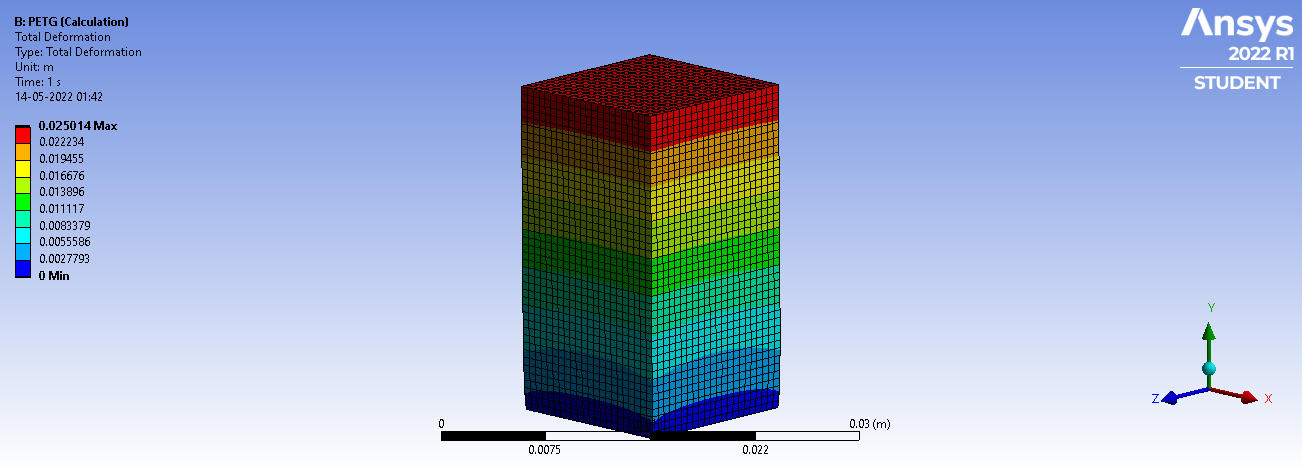 B: PETG (Calculation)
Total Deformation
Type: Total Deformation
Unit: m
Time: 1 s
14-05-2022 01:42
0.025014 Max
0.022234
0.019455
0.016676
0.013896
0.011117
0.0083379
0.0055586
0.0027793
0 Min
Ansys
2022 R1
STUDENT
Y
Z
X
0
0.03 (m)
0.0075
0.022